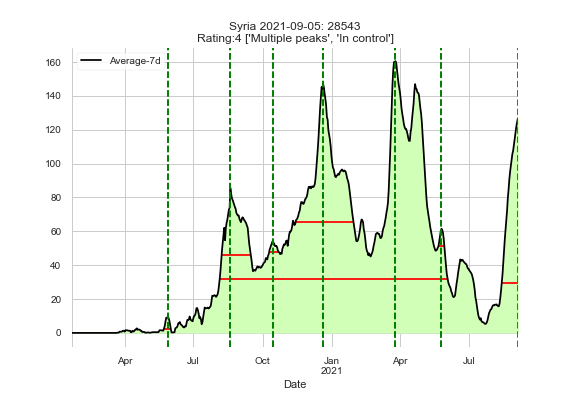 Syria 2021-09-05: 28543
Rating:4 ['Multiple peaks', 'In control']
Average-7d
160
140
120
100
80
60
40
20
0
Apr Jul Oct Jan Apr Jul
2021
Date